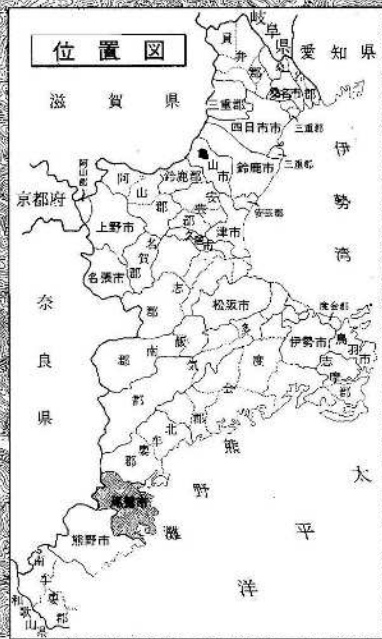 位置図
岐阜県
愛知県
滋賀県
員弁郡
桑名市
郡
三重郡
四日市市
三重郡
伊勢湾
阿山郡
阿山郡
鈴鹿郡
亀山市
鈴鹿市
三重郡
京都府
上野市
安芸郡
安芸郡
津市
久居市
名賀郡
名張市
一志郡
松阪市
奈良県
飯南郡
多気郡
度会郡
度会郡
伊勢市
鳥羽市
志摩郡
北牟婁郡
熊野灘
太平洋
尾鷲市
熊野市
南牟婁郡
和歌山県